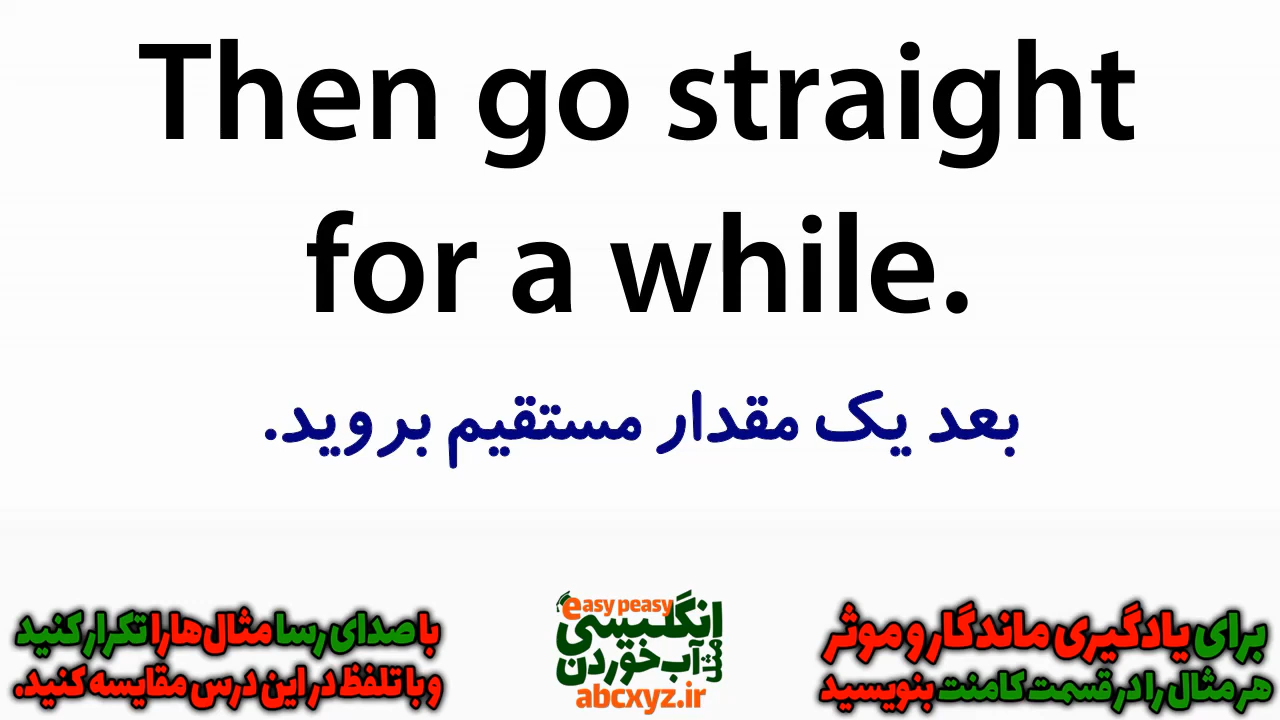 Then go straight
for a while.
بعد یک مقدار مستقیم بروید.
برای یادگیری ماندگار و موثر
هر مثال را در قسمت کامنت بنویسید
easy peasy
انگلیسی
مثل آب خوردن
abcxyz.ir
با صدای رسا مثال‌ها را تکرار کنید
و با تلفظ در این درس مقایسه کنید.